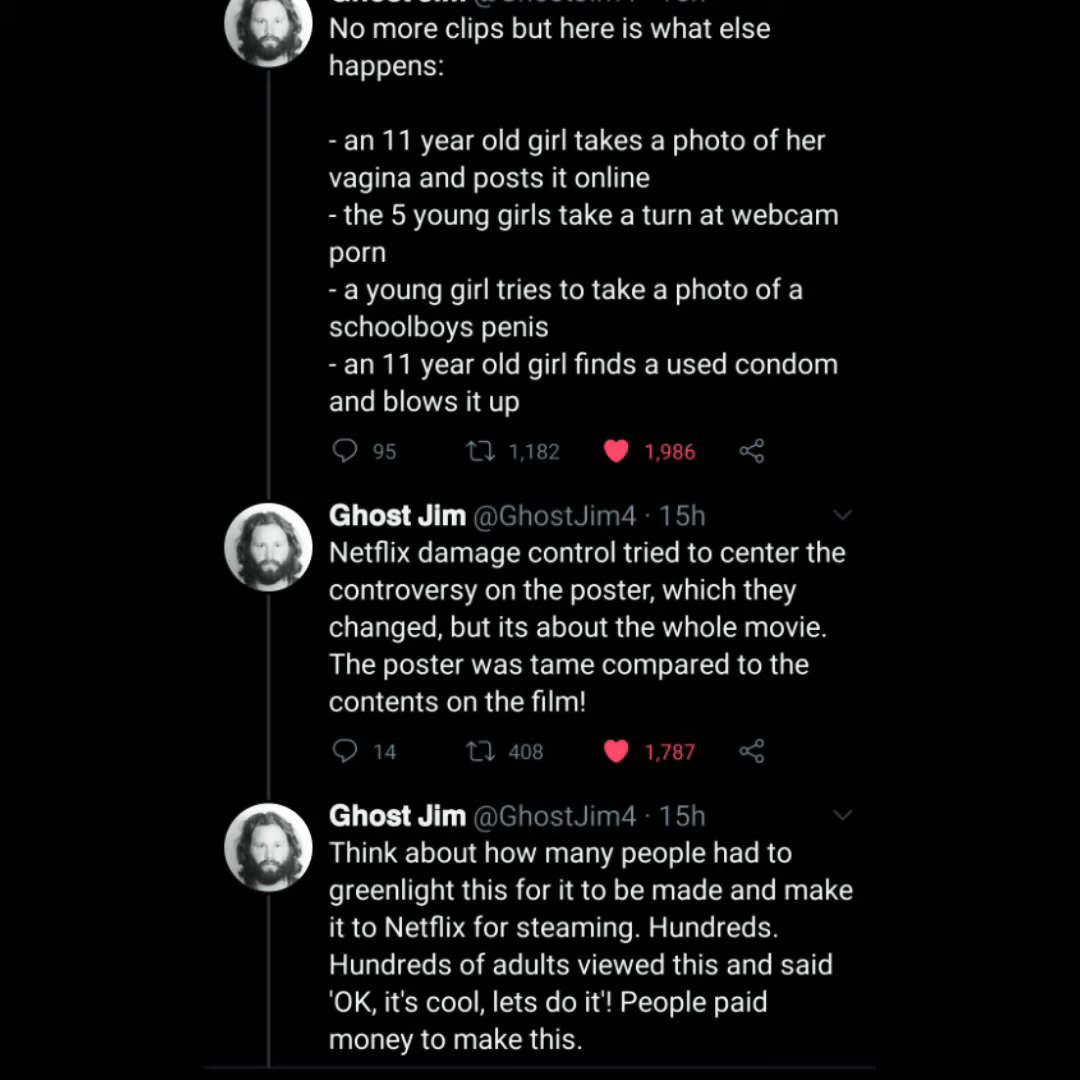 No more clips but here is what else
happens:
- an 11 year old girl takes a photo of her
vagina and posts it online
- the 5 young girls take a turn at webcam
porn
- a young girl tries to take a photo of a
schoolboys penis
- an 11 year old girl finds a used condom
and blows it up
95 1,182 1,986
Ghost Jim @GhostJim4 · 15h
Netflix damage control tried to center the
controversy on the poster, which they
changed, but its about the whole movie.
The poster was tame compared to the
contents on the film!
14 408 1,787
Ghost Jim @GhostJim4 · 15h
Think about how many people had to
greenlight this for it to be made and make
it to Netflix for steaming. Hundreds.
Hundreds of adults viewed this and said
'OK, it's cool, lets do it'! People paid
money to make this.